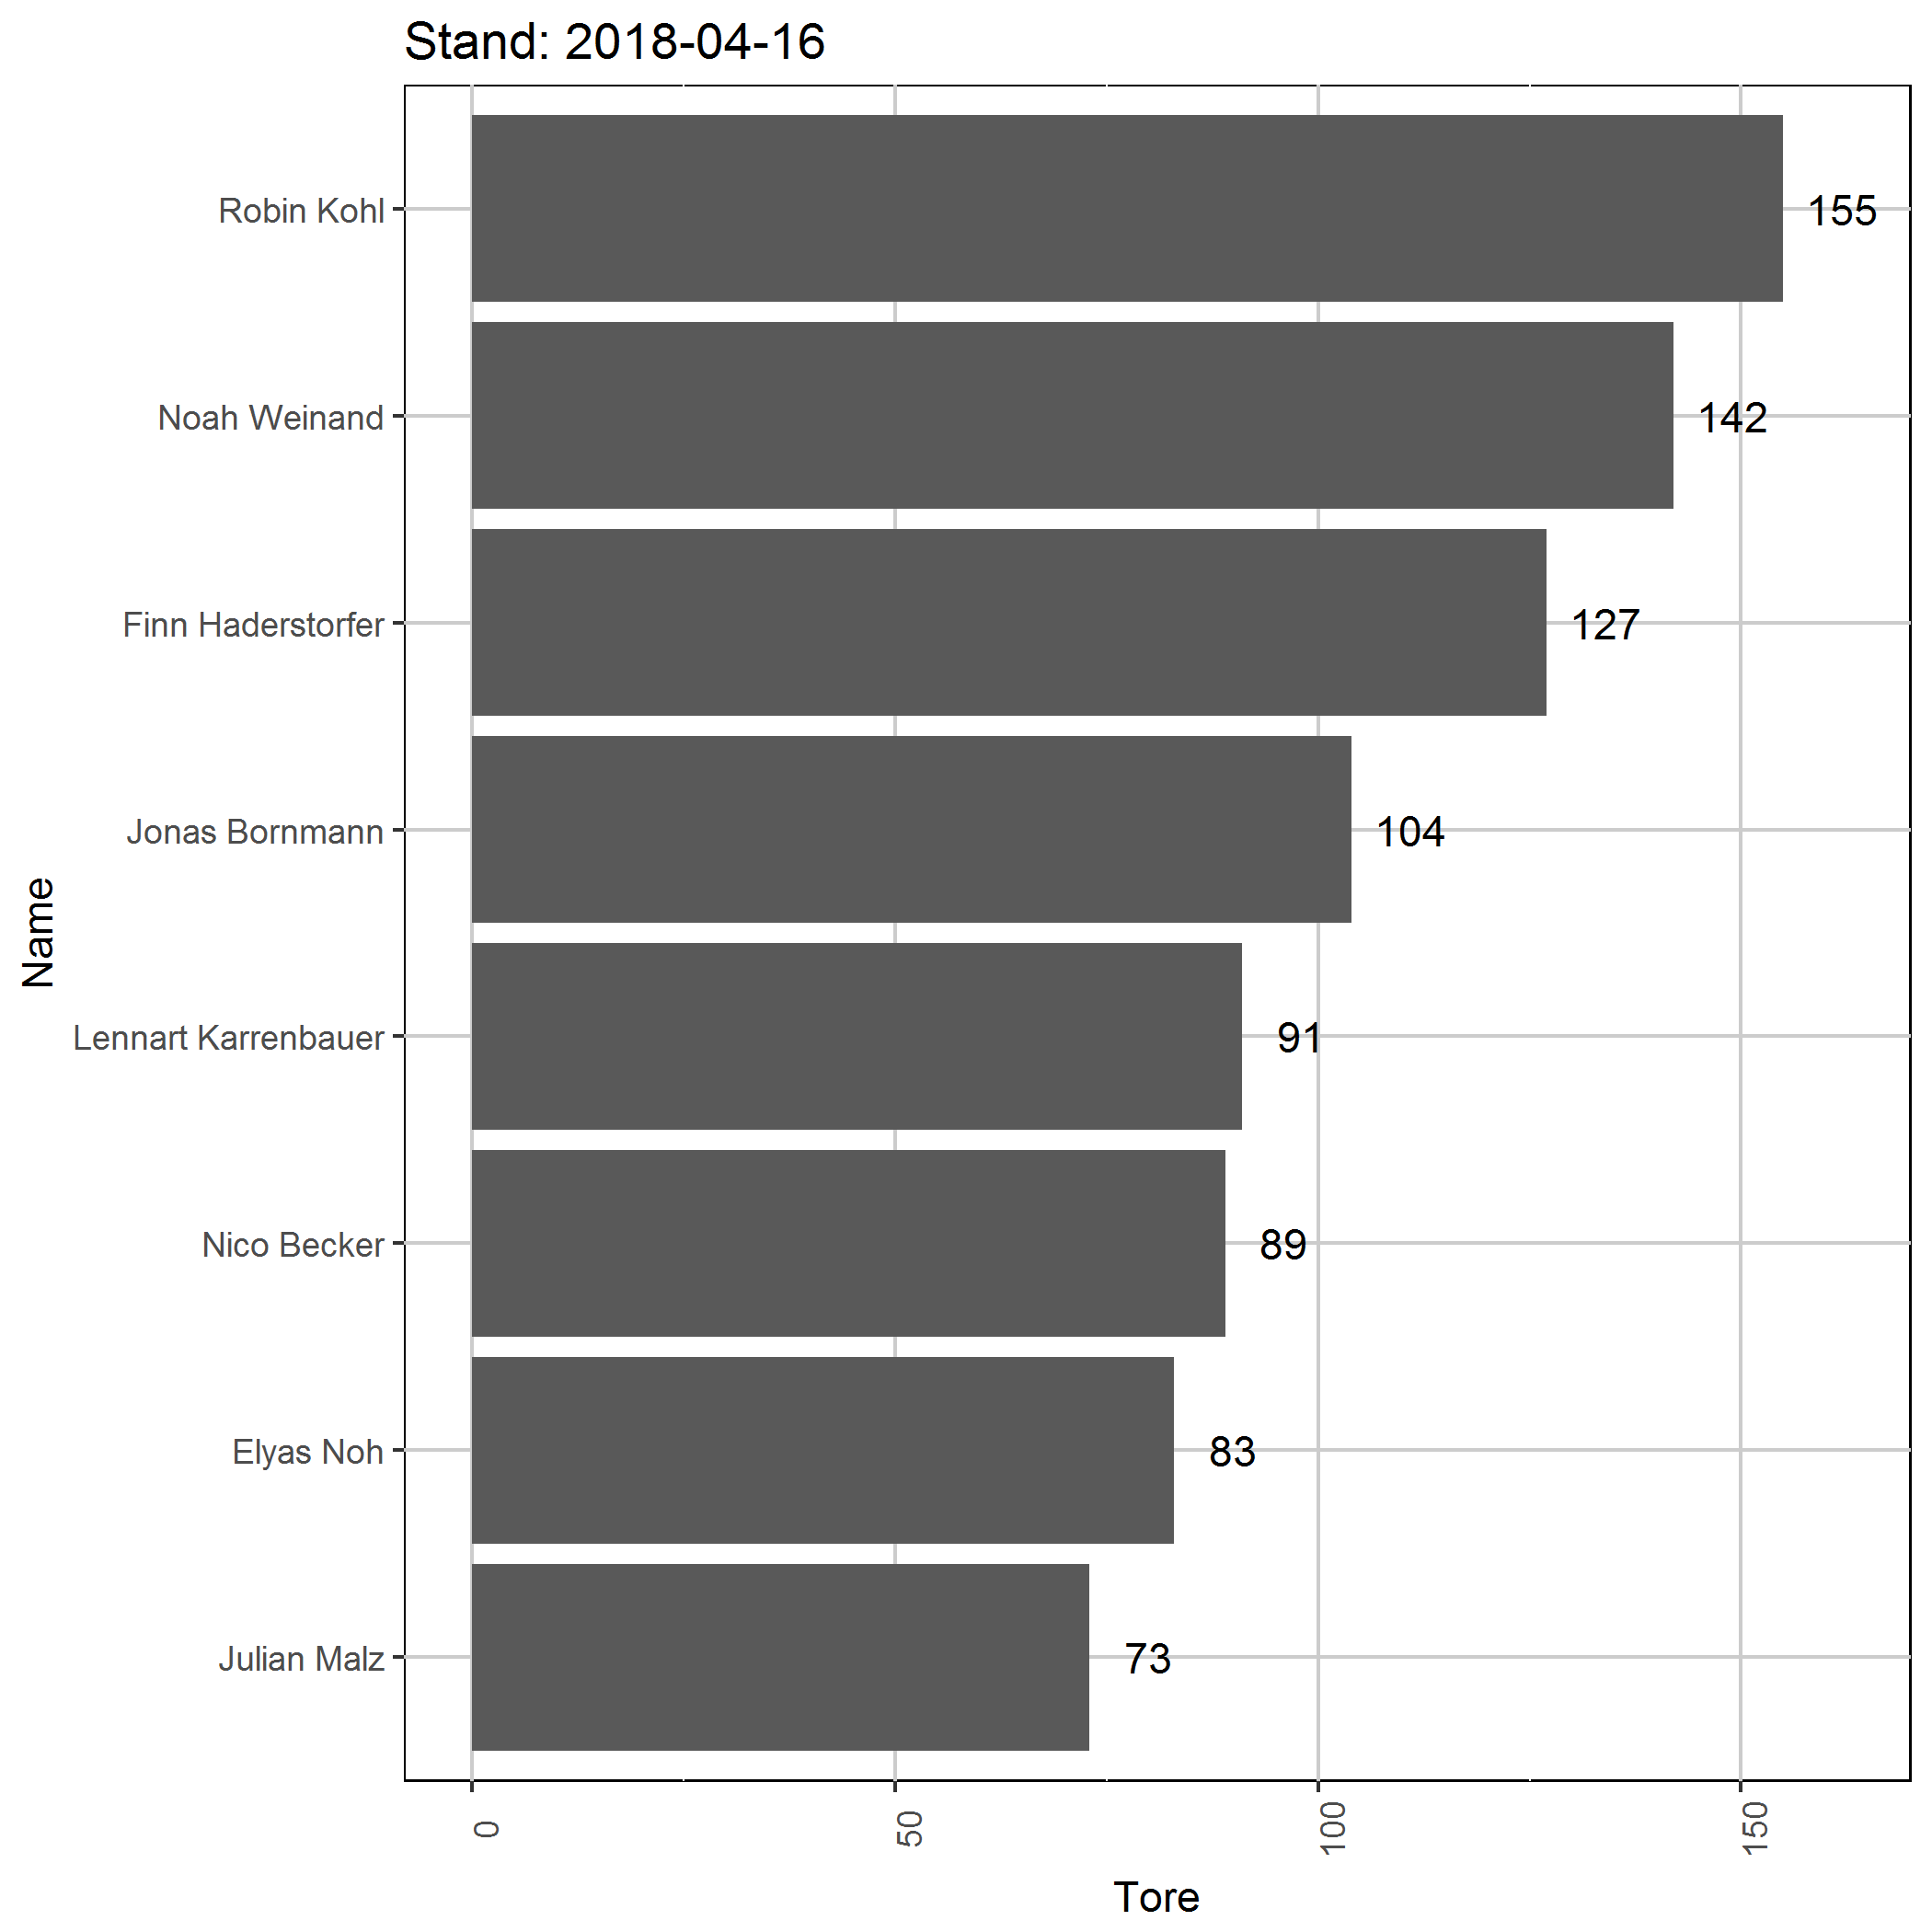 Stand: 2018-04-16
Robin Kohl 155
Noah Weinand 142
Finn Haderstorfer 127
Jonas Bornmann 104
Lennart Karrenbauer 91
Nico Becker 89
Elyas Noh 83
Julian Malz 73
Name
0 50 100 150
Tore